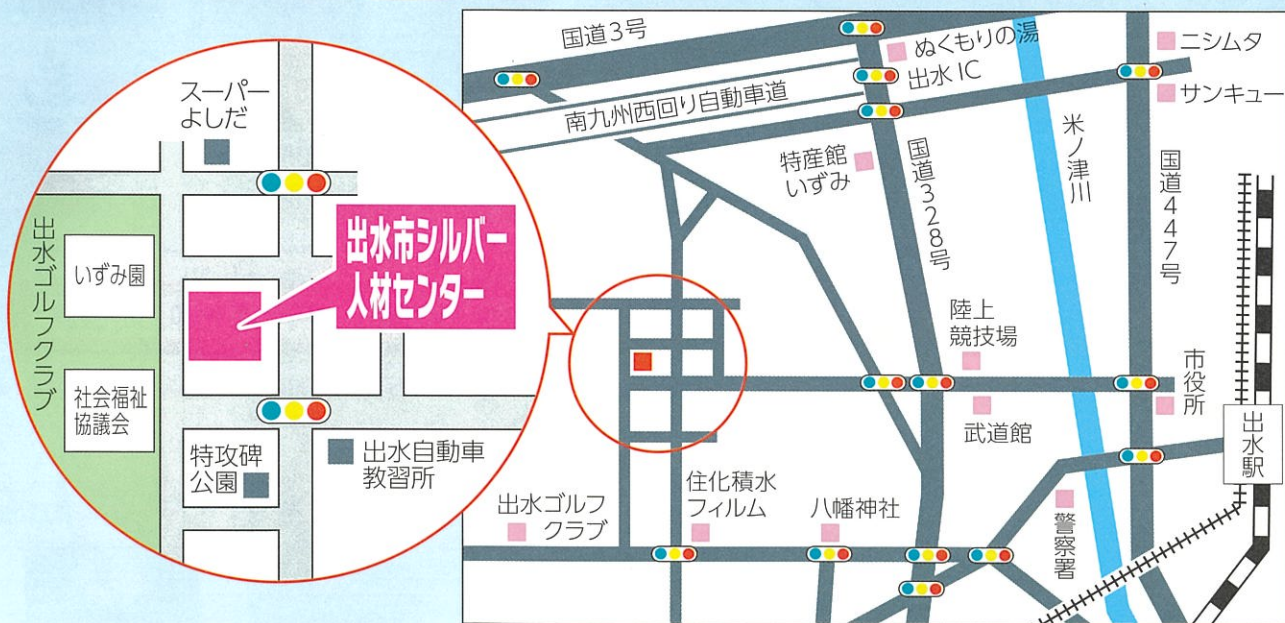 スーパー
よしだ
出水ゴルフクラブ
いずみ園
社会福祉
協議会
出水市シルバー
人材センター
特攻碑
公園
出水自動車
教習所
国道3号
南九州西回り自動車道
ぬくもりの湯
出水IC
ニシムタ
サンキュー
特産館
いずみ
国道328号
米ノ津川
国道447号
陸上
競技場
武道館
市役所
出水駅
出水ゴルフ
クラブ
住化積水
フィルム
八幡神社
警察署